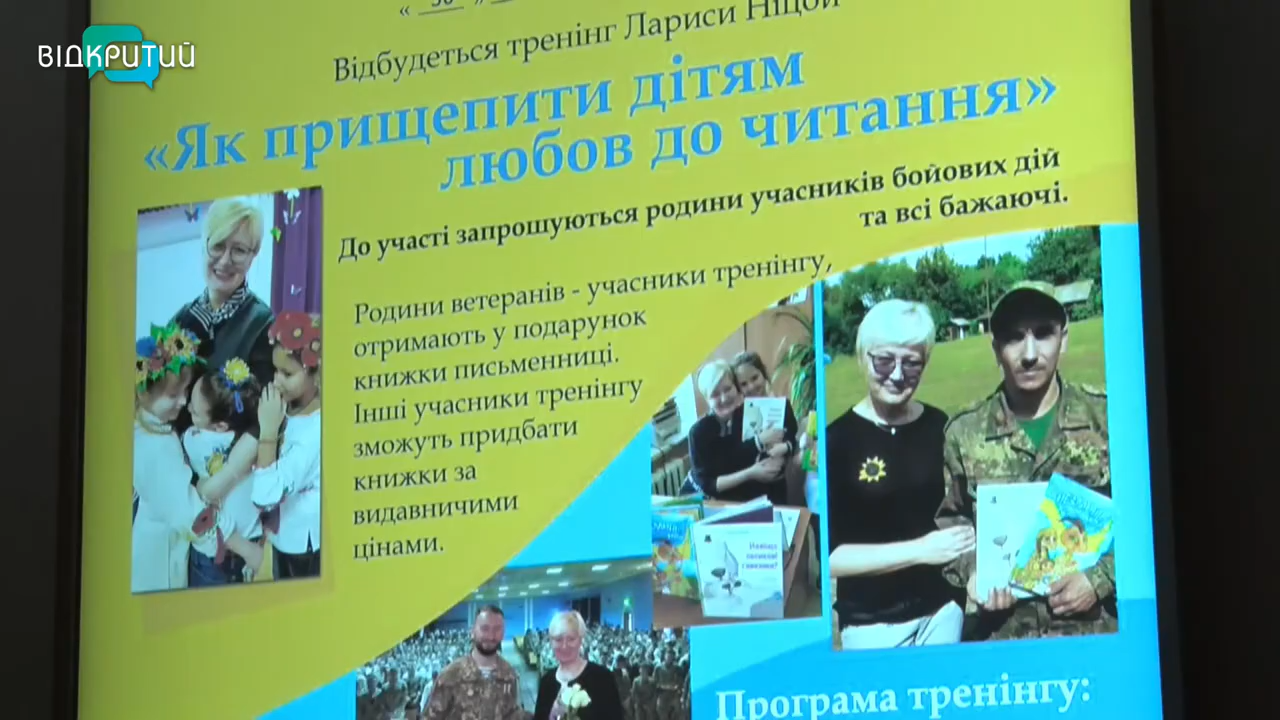 ВІДКРИТИЙ
Відбудеться тренінг Лариси Ніцой
«Як прищепити дітям
любов до читання»
До участі запрошуються родини учасників бойових дій
та всі бажаючі.
Родини ветеранів - учасники тренінгу,
отримають у подарунок
книжки письменниці.
Інші учасники тренінгу
зможуть придбати
книжки за
видавничими
цінами.
Програма тренінгу: